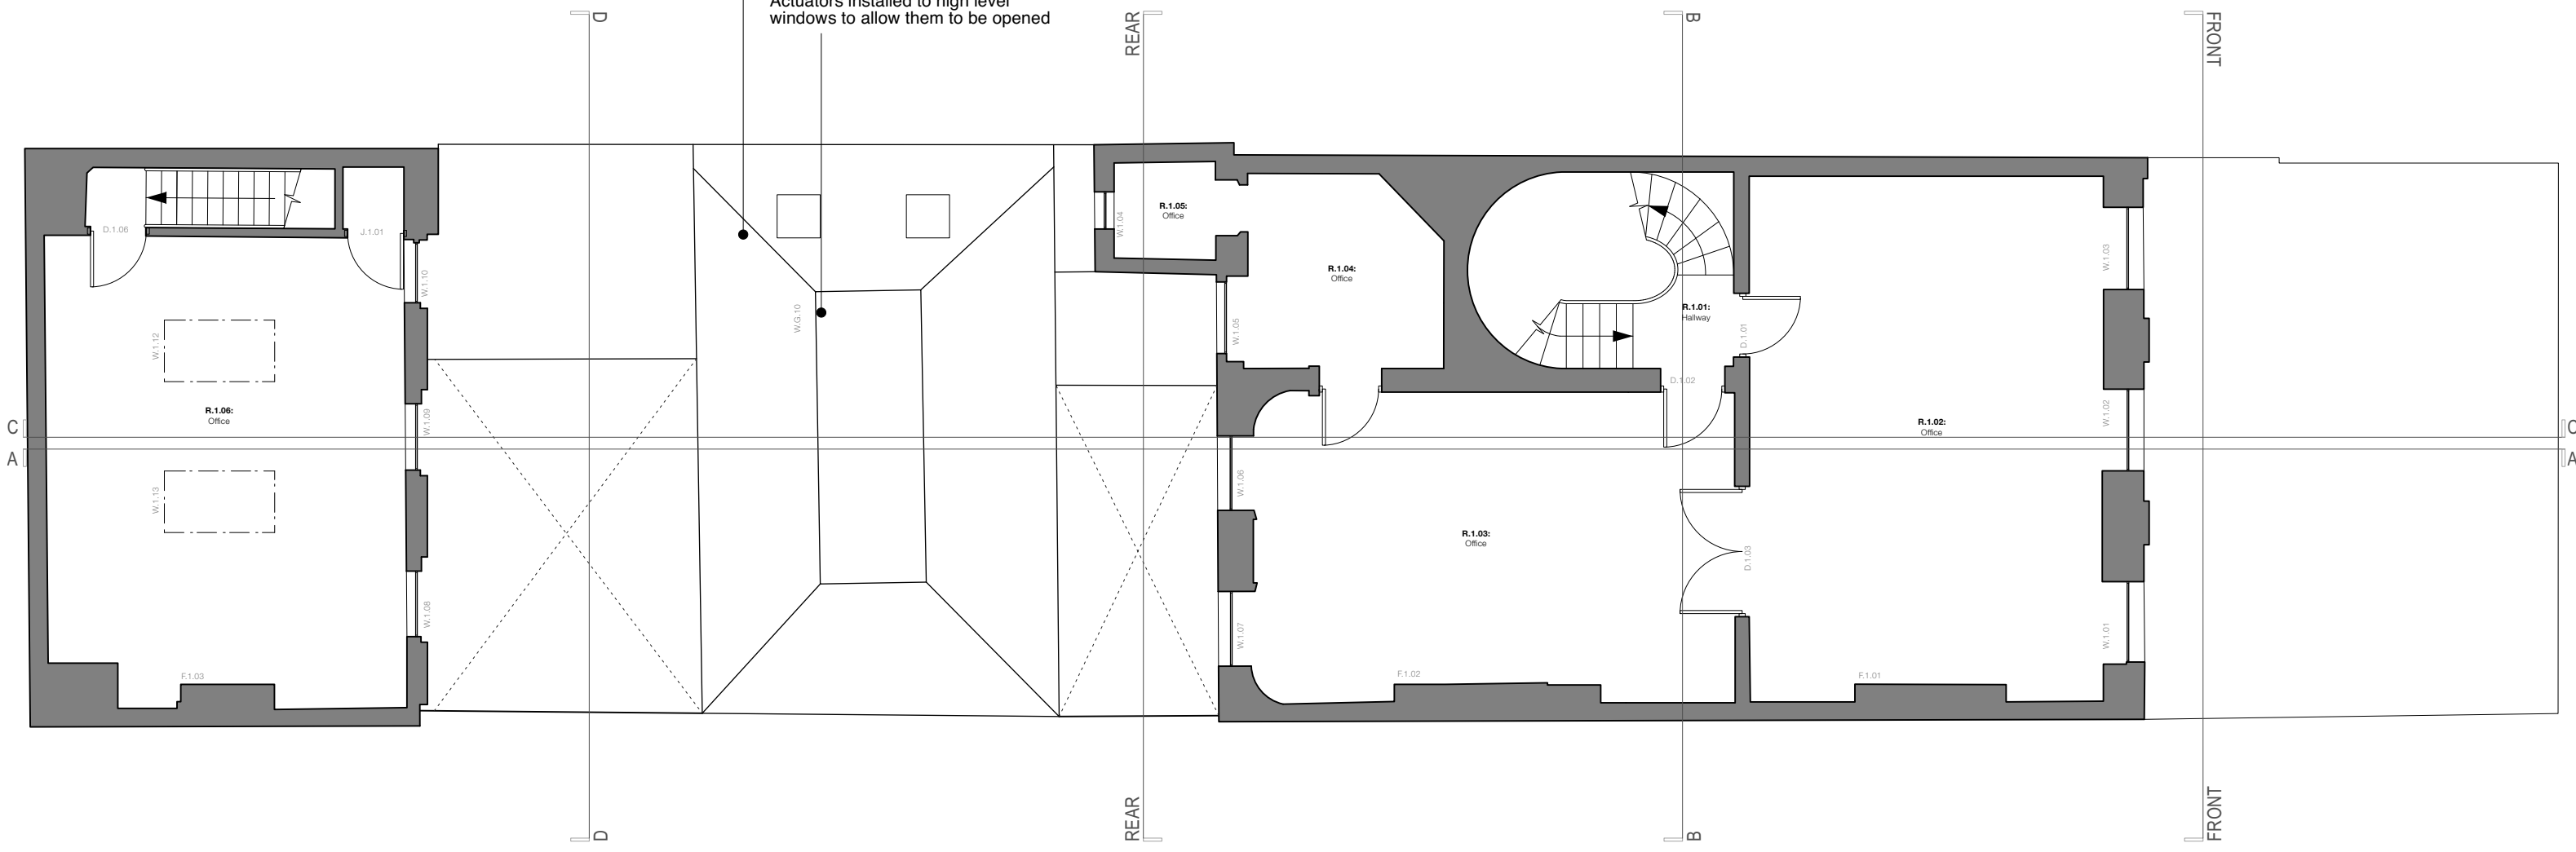 Actuators installed to high level
windows to allow them to be opened
D
REAR
B
FRONT
D.1.06
J.1.01
W.1.10
W.1.12
R.1.06:
Office
W.1.09
W.1.13
W.1.08
F.1.03
W.G.10
W.1.04
R.1.05:
Office
R.1.04:
Office
W.1.05
R.1.01:
Hallway
D.1.01
D.1.02
W.1.03
W.1.02
R.1.02:
Office
C
C
A
A
W.1.06
R.1.03:
Office
D.1.03
W.1.07
W.1.01
F.1.02
F.1.01
D
REAR
B
FRONT